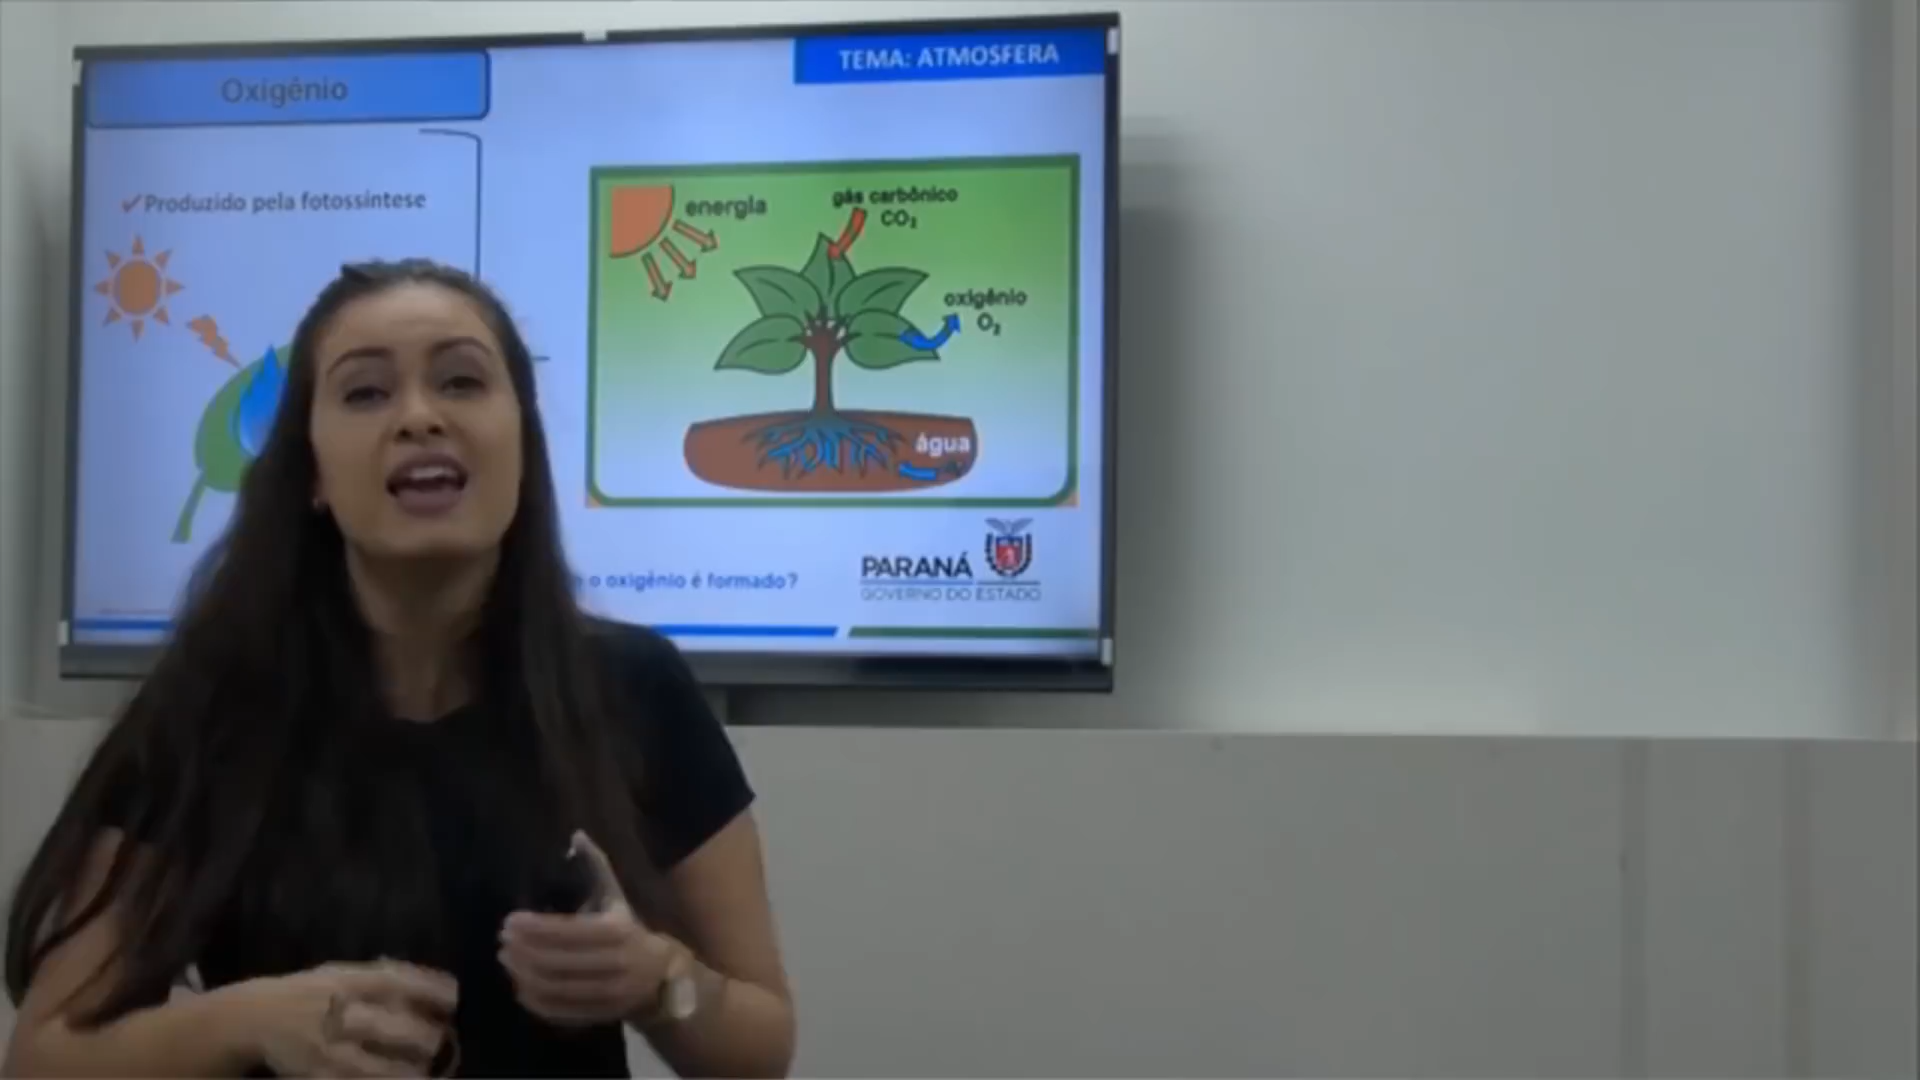 Oxigênio
TEMA: ATMOSFERA
✓Produzido pela fotossíntese
energia
gás carbônico
CO₂
oxigênio
O₂
água
o oxigênio é formado?
PARANÁ
GOVERNO DO ESTADO